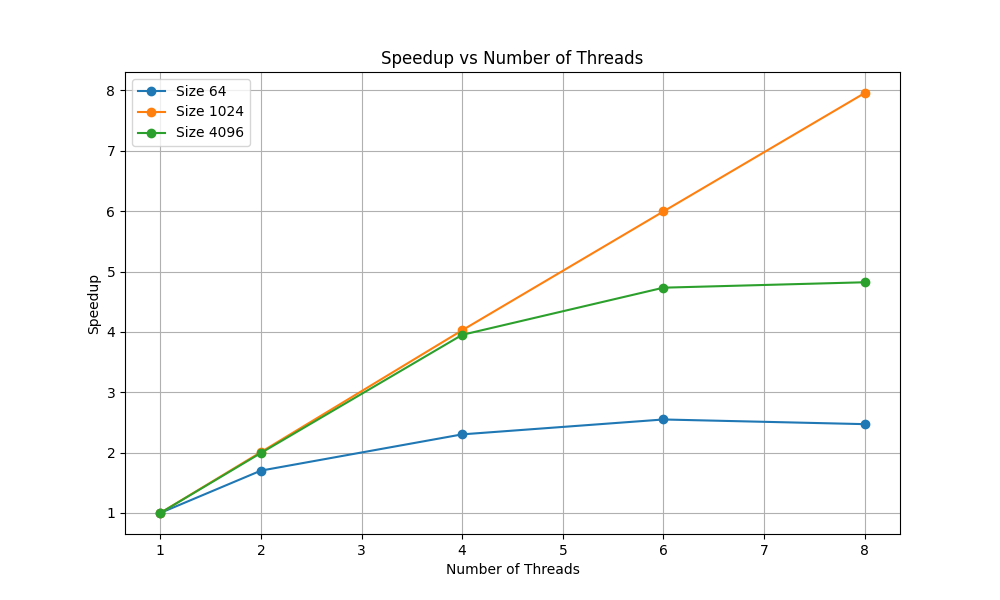 Speedup vs Number of Threads
Size 64
Size 1024
Size 4096
8
7
6
5
4
3
2
1
Speedup
1 2 3 4 5 6 7 8
Number of Threads